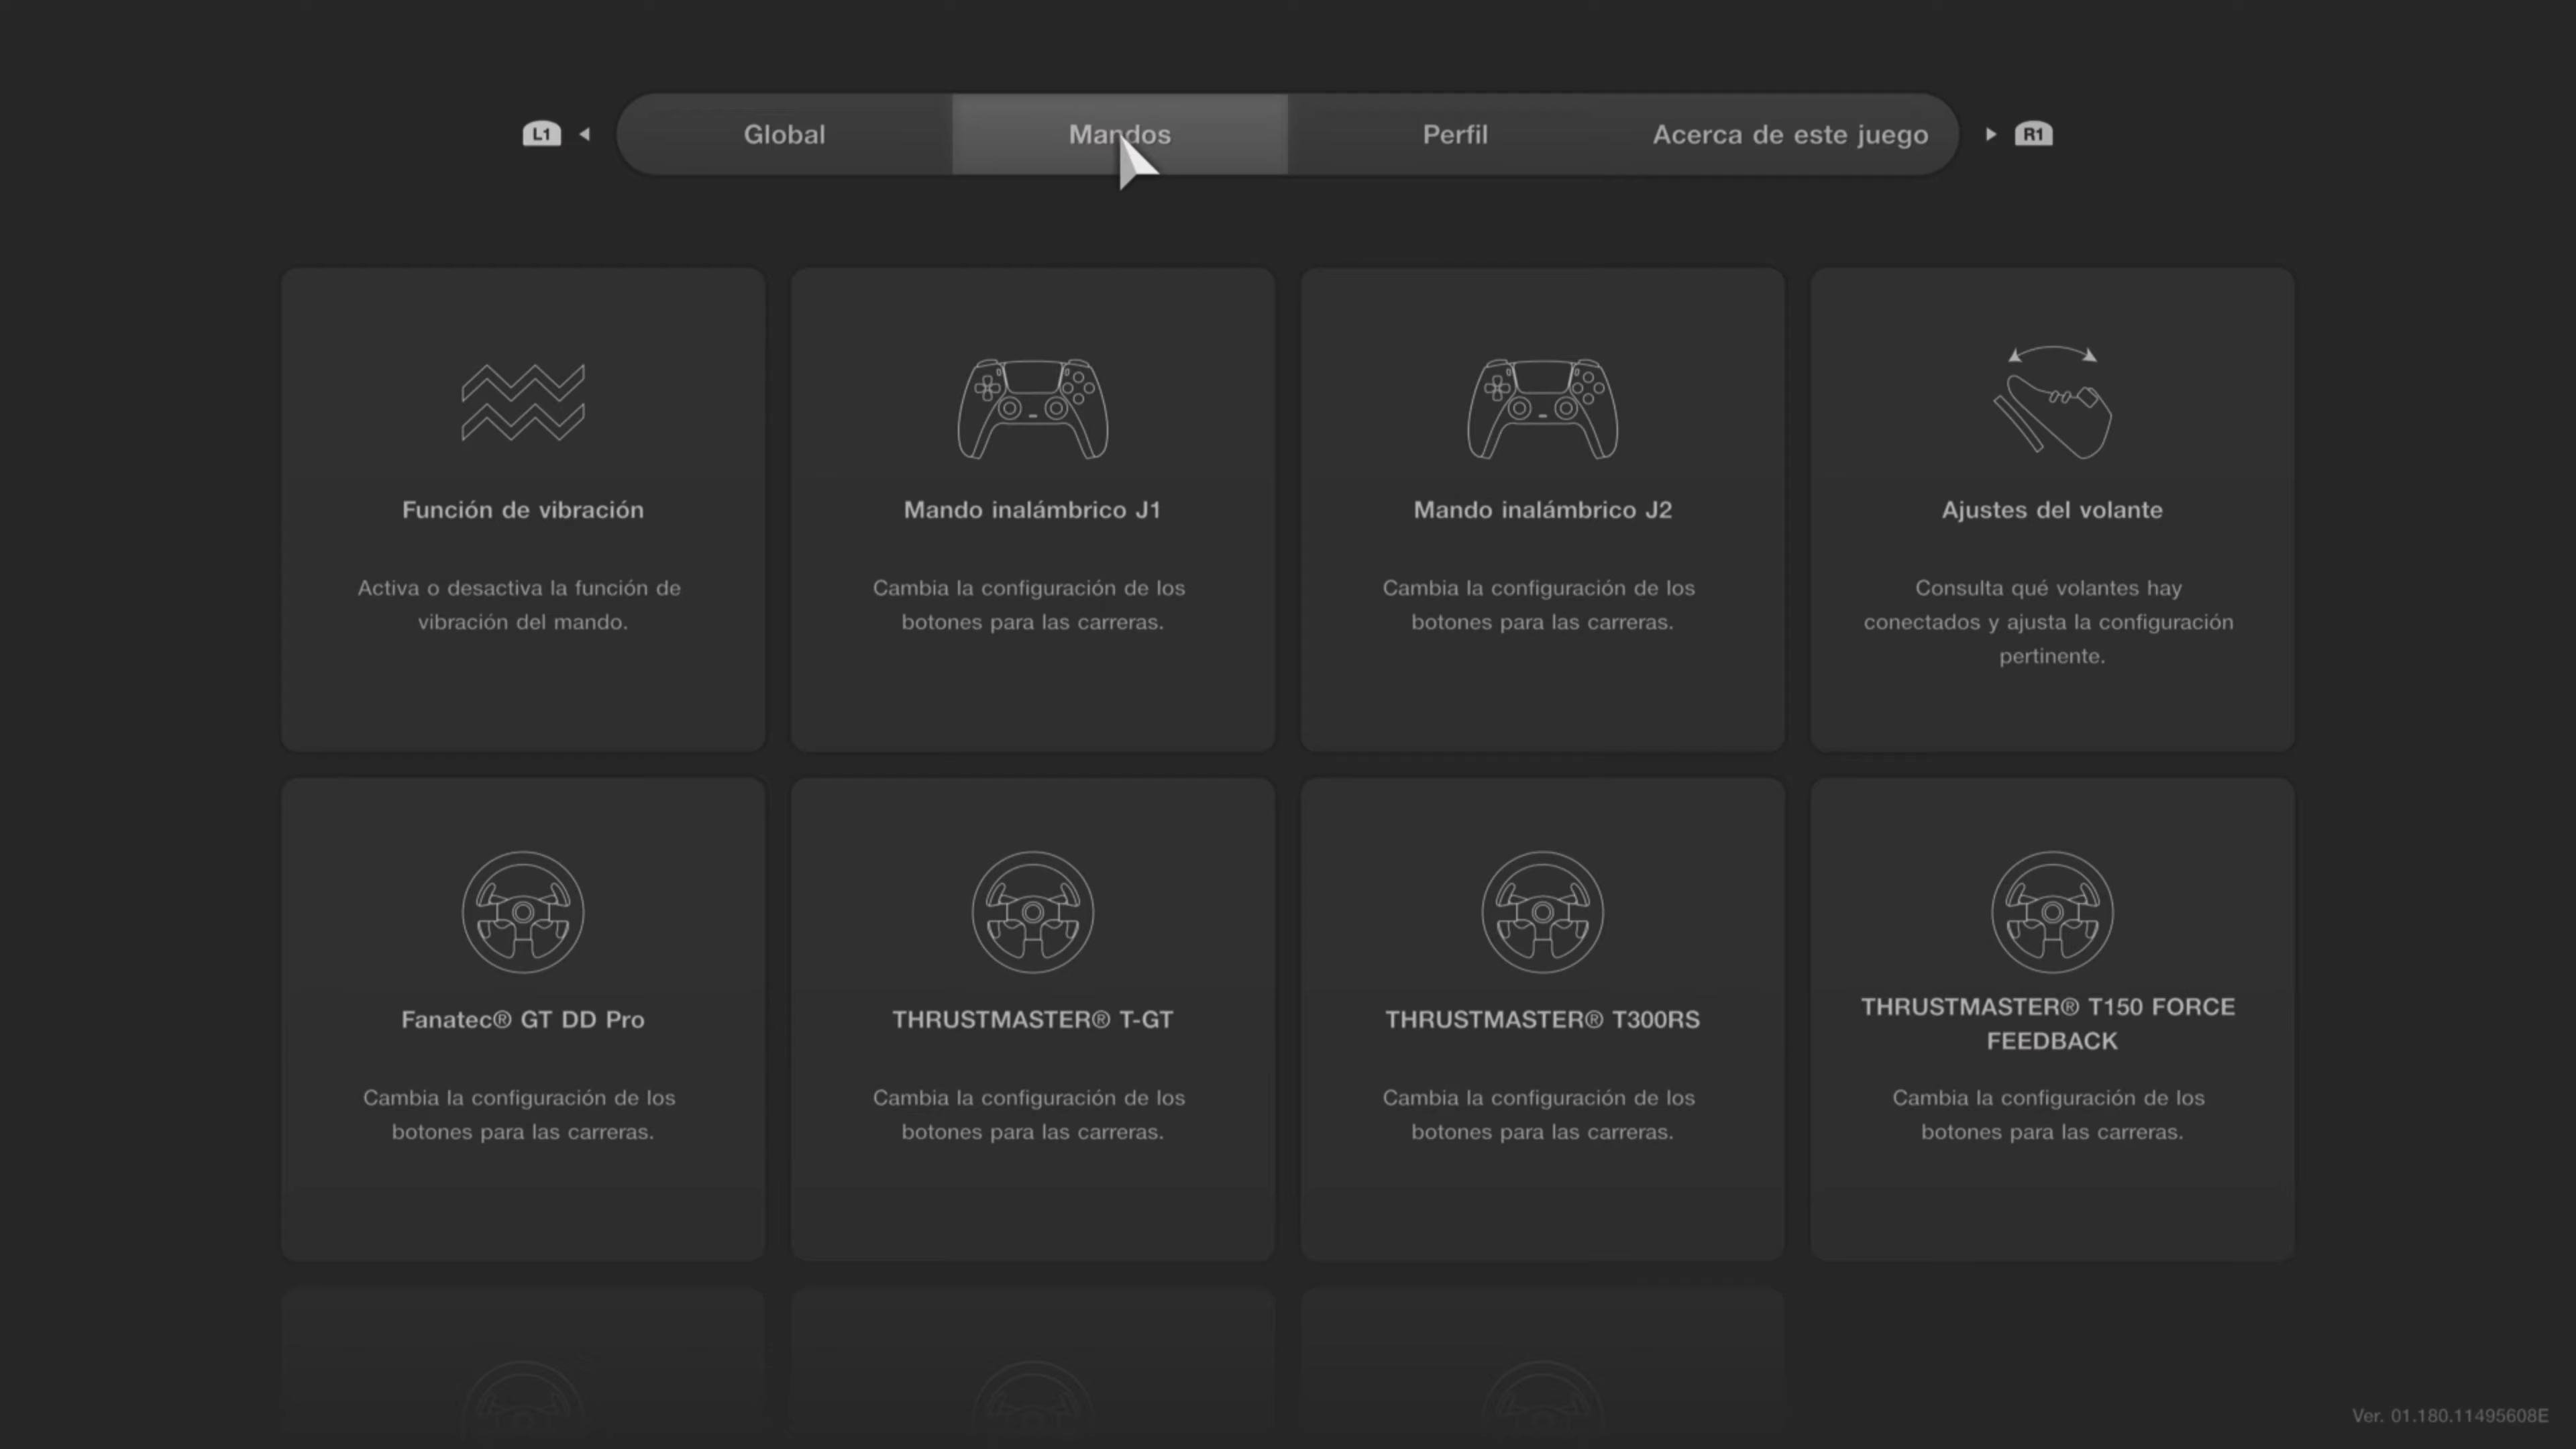 L1
Global
Mandos
Perfil
Acerca de este juego
R1
Función de vibración
Activa o desactiva la función de
vibración del mando.
Mando inalámbrico J1
Cambia la configuración de los
botones para las carreras.
Mando inalámbrico J2
Cambia la configuración de los
botones para las carreras.
Ajustes del volante
Consulta qué volantes hay
conectados y ajusta la configuración
pertinente.
Fanatec® GT DD Pro
Cambia la configuración de los
botones para las carreras.
THRUSTMASTER® T-GT
Cambia la configuración de los
botones para las carreras.
THRUSTMASTER® T300RS
Cambia la configuración de los
botones para las carreras.
THRUSTMASTER® T150 FORCE
FEEDBACK
Cambia la configuración de los
botones para las carreras.
Ver. 01.180.11495608E